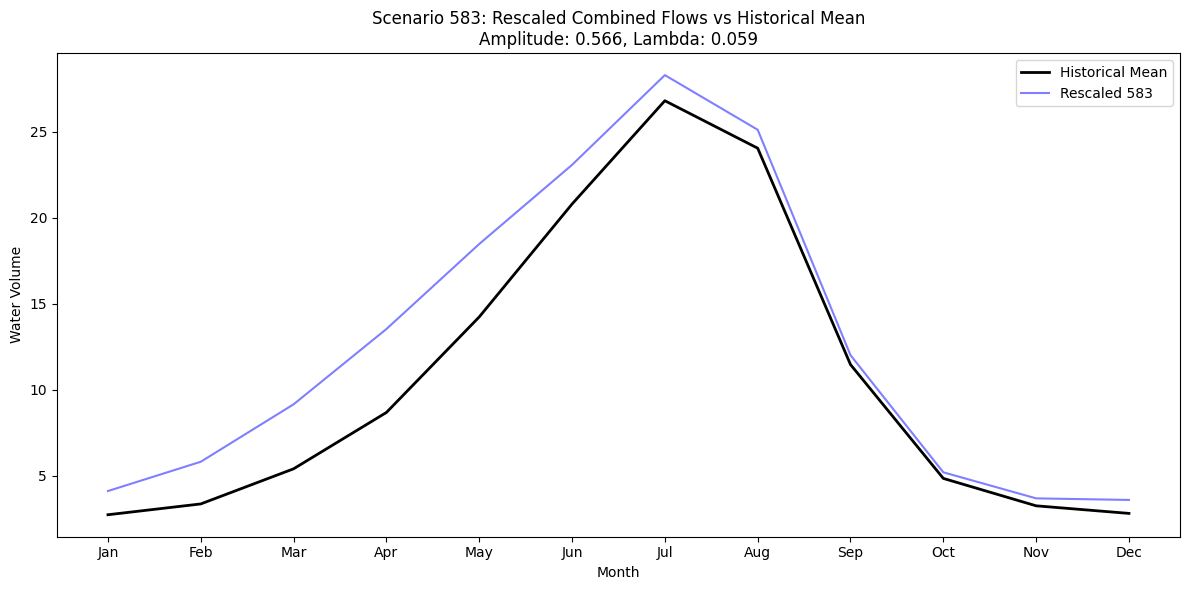 Scenario 583: Rescaled Combined Flows vs Historical Mean
Amplitude: 0.566, Lambda: 0.059
Historical Mean
Rescaled 583
Water Volume
25
20
15
10
5
Jan Feb Mar Apr May Jun Jul Aug Sep Oct Nov Dec
Month